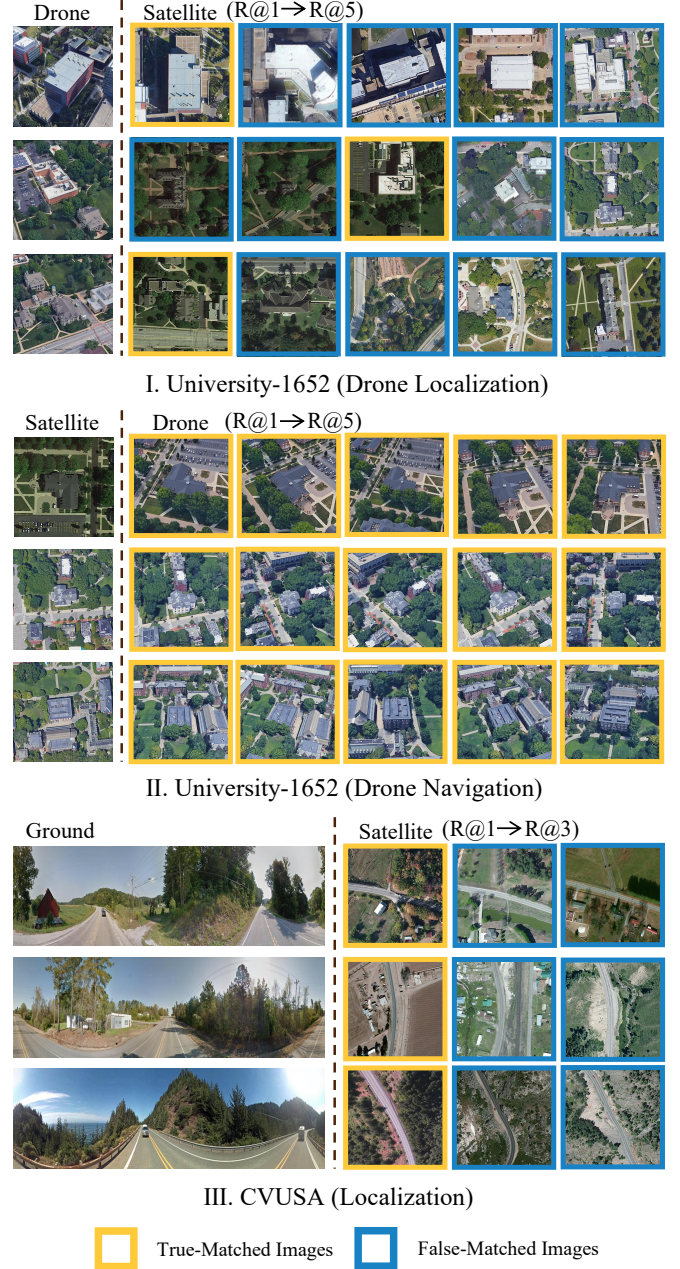 Drone Satellite (R@1→R@5)
I. University-1652 (Drone Localization)
Satellite Drone (R@1→R@5)
II. University-1652 (Drone Navigation)
Ground Satellite (R@1→R@3)
III. CVUSA (Localization)
True-Matched Images False-Matched Images